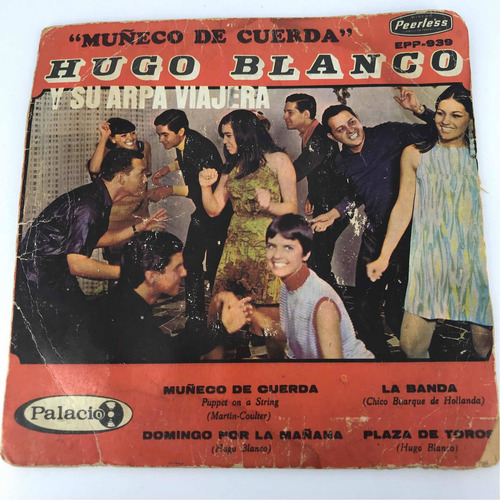 Peerless
EPP-939
"MUÑECO DE CUERDA"
HUGO BLANCO
Y SU ARPA VIAJERA
MUÑECO DE CUERDA
Puppet on a String
(Martin-Coulter)
DOMINGO POR LA MAÑANA
(Hugo Blanco)
LA BANDA
(Chico Buarque de Hollanda)
PLAZA DE TOROS
(Hugo Blanco)
Palacio